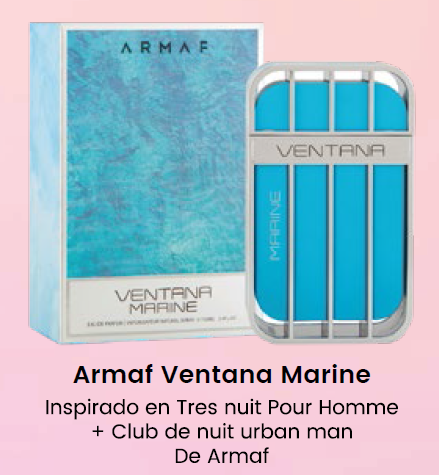 ARMAF
VENTANA
MARINE
VENTANA
MARINE
Armaf Ventana Marine
Inspirado en Tres nuit Pour Homme
+ Club de nuit urban man
De Armaf